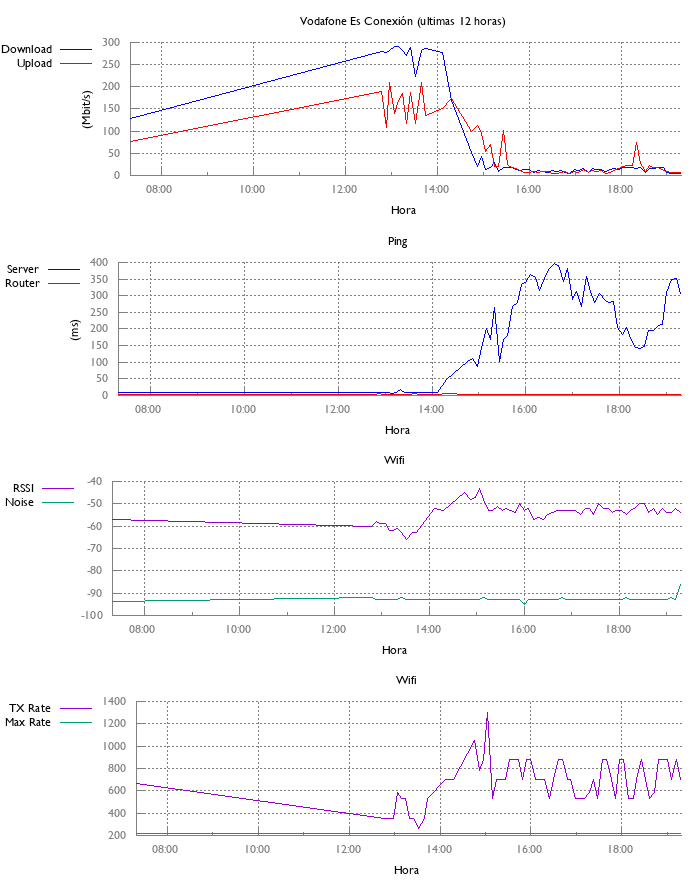 Vodafone Es Conexión (ultimas 12 horas)
Download
Upload
300
250
200
150
100
50
0
(Mbit/s)
08:00 10:00 12:00 14:00 16:00 18:00
Hora
Ping
Server
Router
400
350
300
250
200
150
100
50
0
(ms)
08:00 10:00 12:00 14:00 16:00 18:00
Hora
Wifi
RSSI
Noise
-40
-50
-60
-70
-80
-90
-100
08:00 10:00 12:00 14:00 16:00 18:00
Hora
Wifi
TX Rate
Max Rate
1400
1200
1000
800
600
400
200
08:00 10:00 12:00 14:00 16:00 18:00
Hora